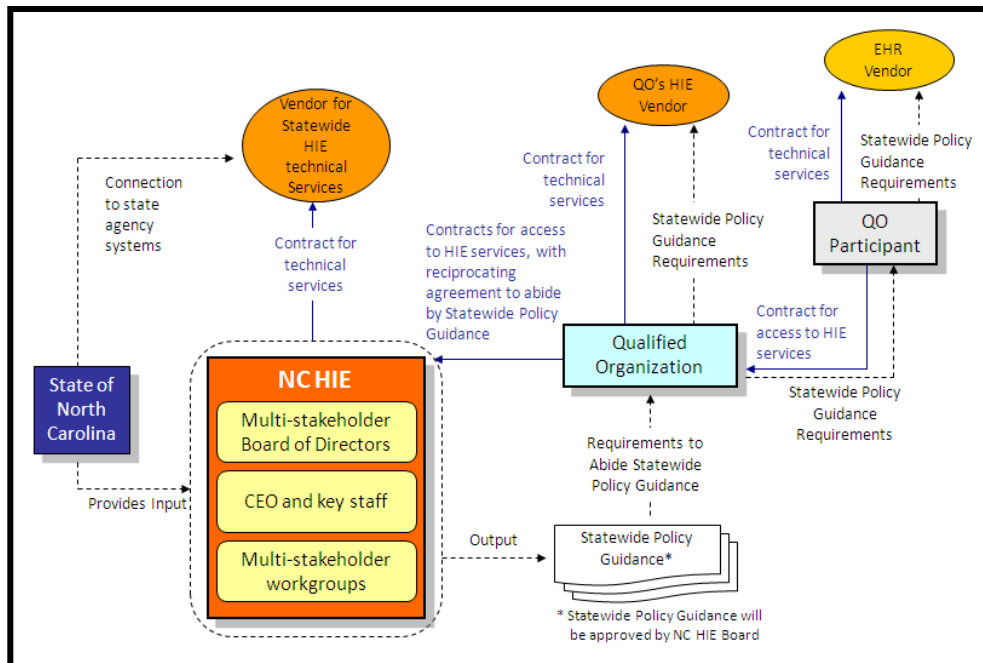 EHR
Vendor
QO's HIE
Vendor
Vendor for
Statewide
HIE
technical
Services
Contract for
technical
services
Statewide Policy
Guidance
Requirements
Contract for
technical
services
Connection
to state
agency
systems
QO
Participant
Statewide Policy
Guidance
Requirements
Contracts for access
to HIE services, with
reciprocating
agreement to abide
by Statewide Policy
Guidance
Contract for
technical
services
Contract for
access to HIE
services
Qualified
Organization
NC HIE
State of
North
Carolina
Multi-stakeholder
Board of Directors
Statewide Policy
Guidance
Requirements
Requirements to
Abide Statewide
Policy Guidance
Provides Input
CEO and key staff
Output
Statewide Policy
Guidance*
Multi-stakeholder
workgroups
* Statewide Policy Guidance will
be approved by NC HIE Board